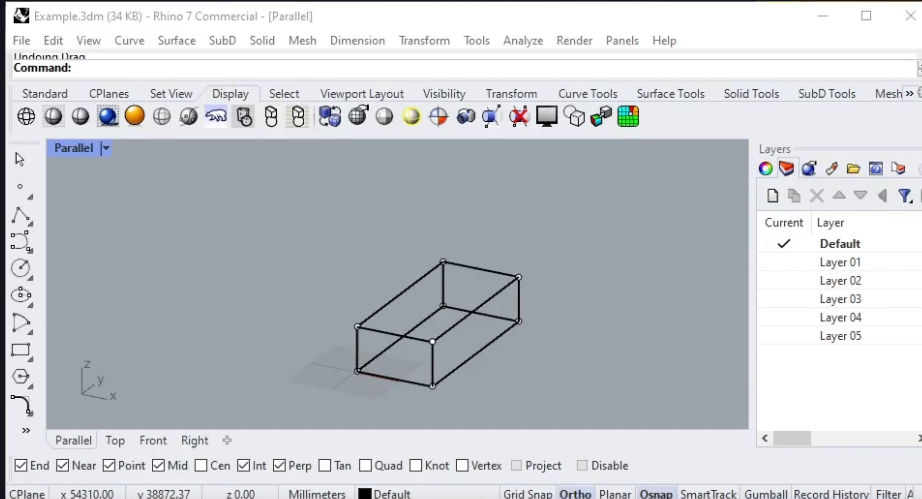 Example.3dm (34 KB) - Rhino 7 Commercial - [Parallel]
File Edit View Curve Surface SubD Solid Mesh Dimension Transform Tools Analyze Render Panels Help
Undoing Drag
Command:
Standard CPlanes Set View Display Select Viewport Layout Visibility Transform Curve Tools Surface Tools Solid Tools SubD Tools Mesh »
Parallel
Layers
Current Layer
Default
Layer 01
Layer 02
Layer 03
Layer 04
Layer 05
z
y
x
»
Parallel Top Front Right
End Near Point Mid Cen Int Perp Tan Quad Knot Vertex Project Disable
CPlane x 54310.00 y 38872.37 z 0.00 Millimeters Default Grid Snap Ortho Planar Osnap SmartTrack Gumball Record History Filter